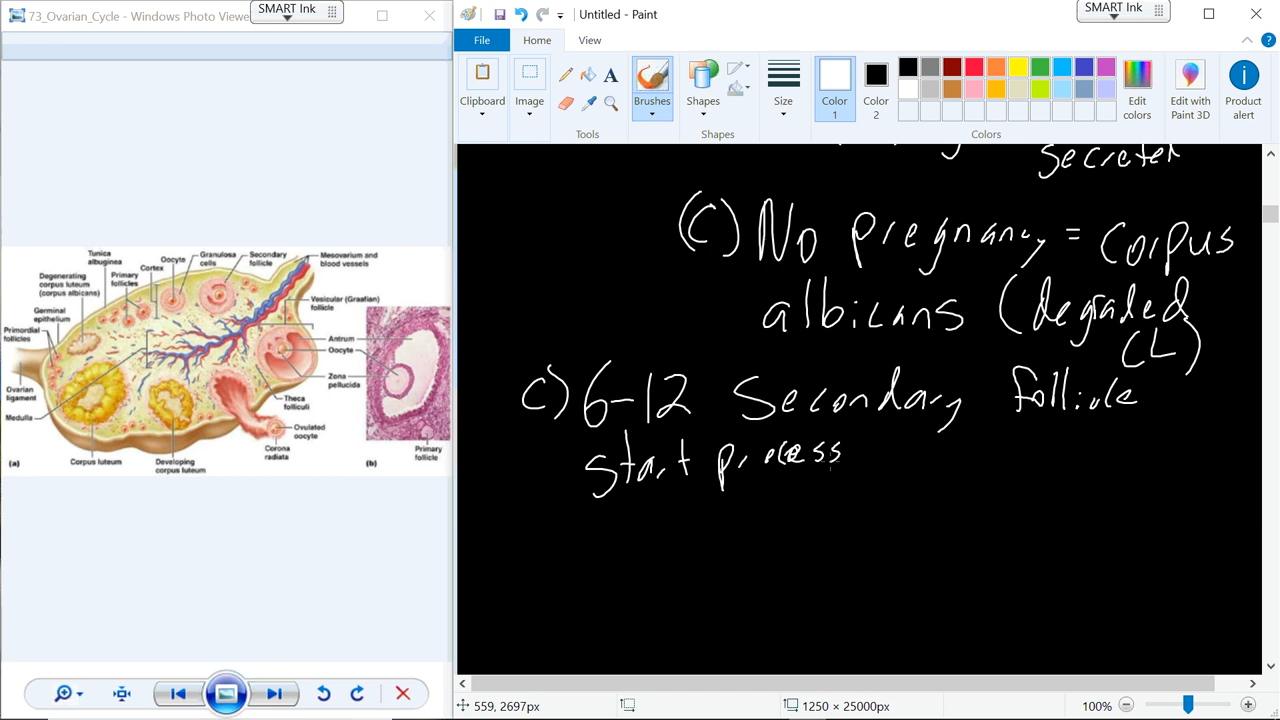 73_Ovarian_Cycle - Windows Photo Viewe
SMART Ink
Untitled - Paint
SMART Ink
File
Home
View
Clipboard
Image
Tools
Brushes
Shapes
Shapes
Size
Color
1
Color
2
Colors
Edit
colors
Edit with
Paint 3D
Product
alert
secreted
(C) No pregnancy = corpus
albicans (degraded
CL)
C) 6-12 Secondary follicle
start process
Tunica
albuginea
Degenerating
corpus luteum
(corpus albicans)
Primary
follicles
Cortex
Oocyte
Granulosa
cells
Secondary
follicle
Mesovarium and
blood vessels
Germinal
epithelium
Primordial
follicles
Vesicular (Graafian)
follicle
Antrum
Oocyte
Zona
pellucida
Theca
folliculi
Ovulated
oocyte
Corona
radiata
Ovarian
ligament
Medulla
Corpus luteum
Developing
corpus luteum
Primary
follicle
(a)
(b)
559, 2697px
1250 × 25000px
100%